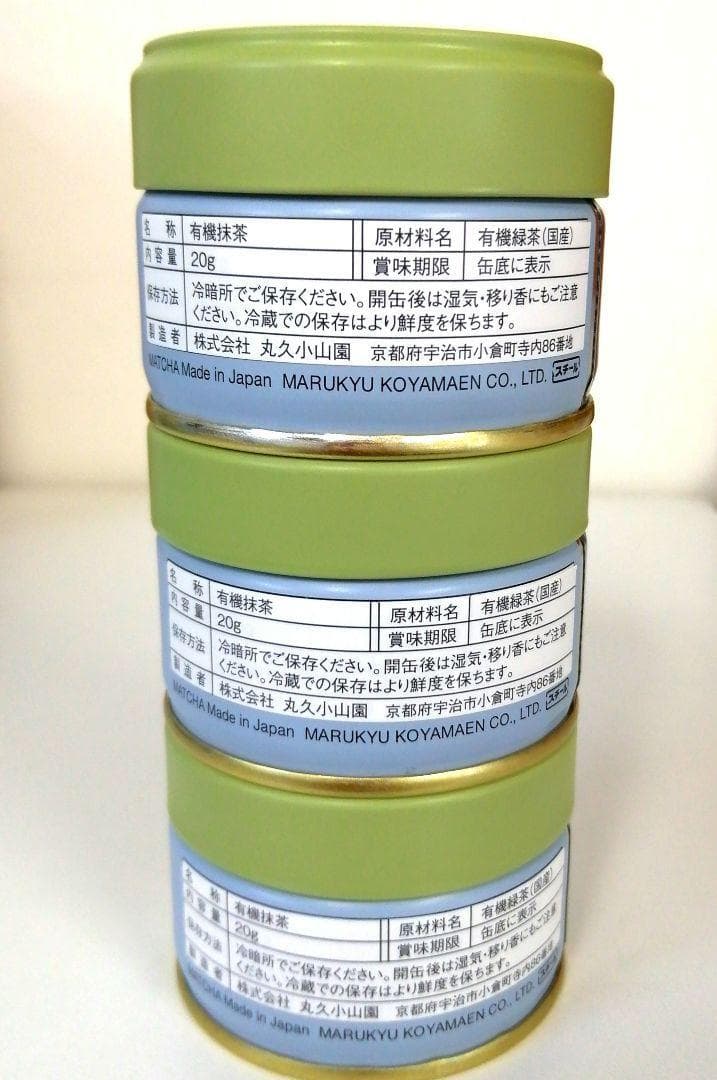 名称 有機抹茶 原材料名 有機緑茶(国産)
内容量 20g 賞味期限 缶底に表示
保存方法 冷暗所でご保存ください。開缶後は湿気・移り香にもご注意
ください。冷蔵での保存はより鮮度を保ちます。
製造者 株式会社 丸久小山園 京都府宇治市小倉町寺内86番地
MATCHA Made in Japan MARUKYU KOYAMAEN CO., LTD. スチール
名称 有機抹茶 原材料名 有機緑茶(国産)
内容量 20g 賞味期限 缶底に表示
保存方法 冷暗所でご保存ください。開缶後は湿気・移り香にもご注意
ください。冷蔵での保存はより鮮度を保ちます。
製造者 株式会社 丸久小山園 京都府宇治市小倉町寺内86番地
MATCHA Made in Japan MARUKYU KOYAMAEN CO., LTD. スチール
名称 有機抹茶 原材料名 有機緑茶(国産)
内容量 20g 賞味期限 缶底に表示
保存方法 冷暗所でご保存ください。開缶後は湿気・移り香にもご注意
ください。冷蔵での保存はより鮮度を保ちます。
製造者 株式会社 丸久小山園 京都府宇治市小倉町寺内86番地
MATCHA Made in Japan MARUKYU KOYAMAEN CO., LTD. スチール